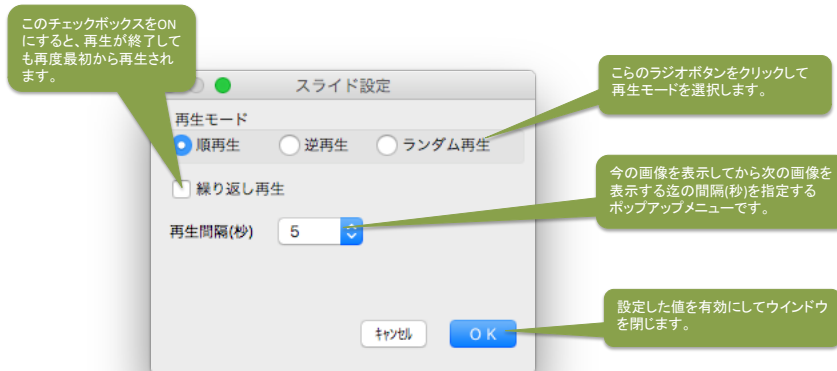 このチェックボックスをON
にすると、再生が終了して
も再度最初から再生され
ます。
スライド設定
こらのラジオボタンをクリックして
再生モードを選択します。
再生モード
順再生 逆再生 ランダム再生
今の画像を表示してから次の画像を
表示する迄の間隔(秒)を指定する
ポップアップメニューです。
繰り返し再生
再生間隔(秒) 5
設定した値を有効にしてウインドウ
を閉じます。
ｷｬﾝｾﾙ ＯＫ